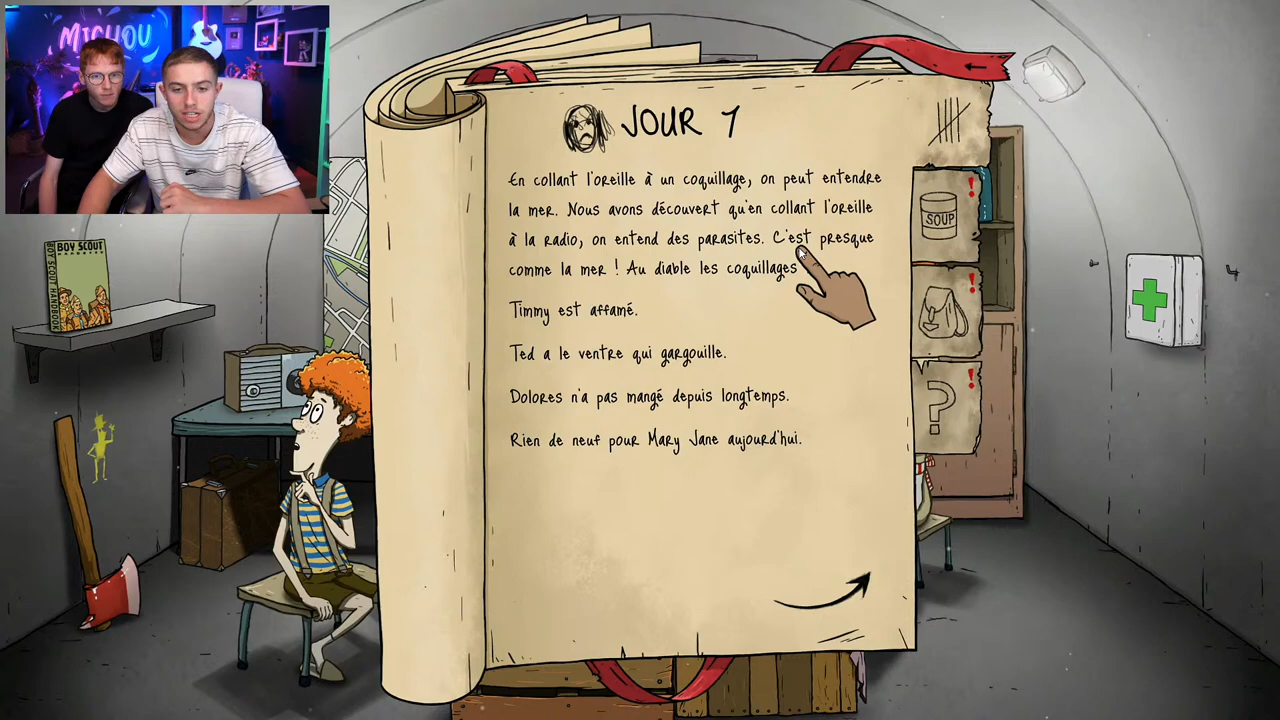 MICHOU
JOUR 7
En collant l'oreille à un coquillage, on peut entendre
la mer. Nous avons découvert qu'en collant l'oreille
à la radio, on entend des parasites. C'est presque
comme la mer ! Au diable les coquillages
Timmy est affamé.
Ted a le ventre qui gargouille.
Dolores n'a pas mangé depuis longtemps.
Rien de neuf pour Mary Jane aujourd'hui.
SOUP
?
BOY SCOUT
HANDBOOK
BOY SCOUT HANDBOOK